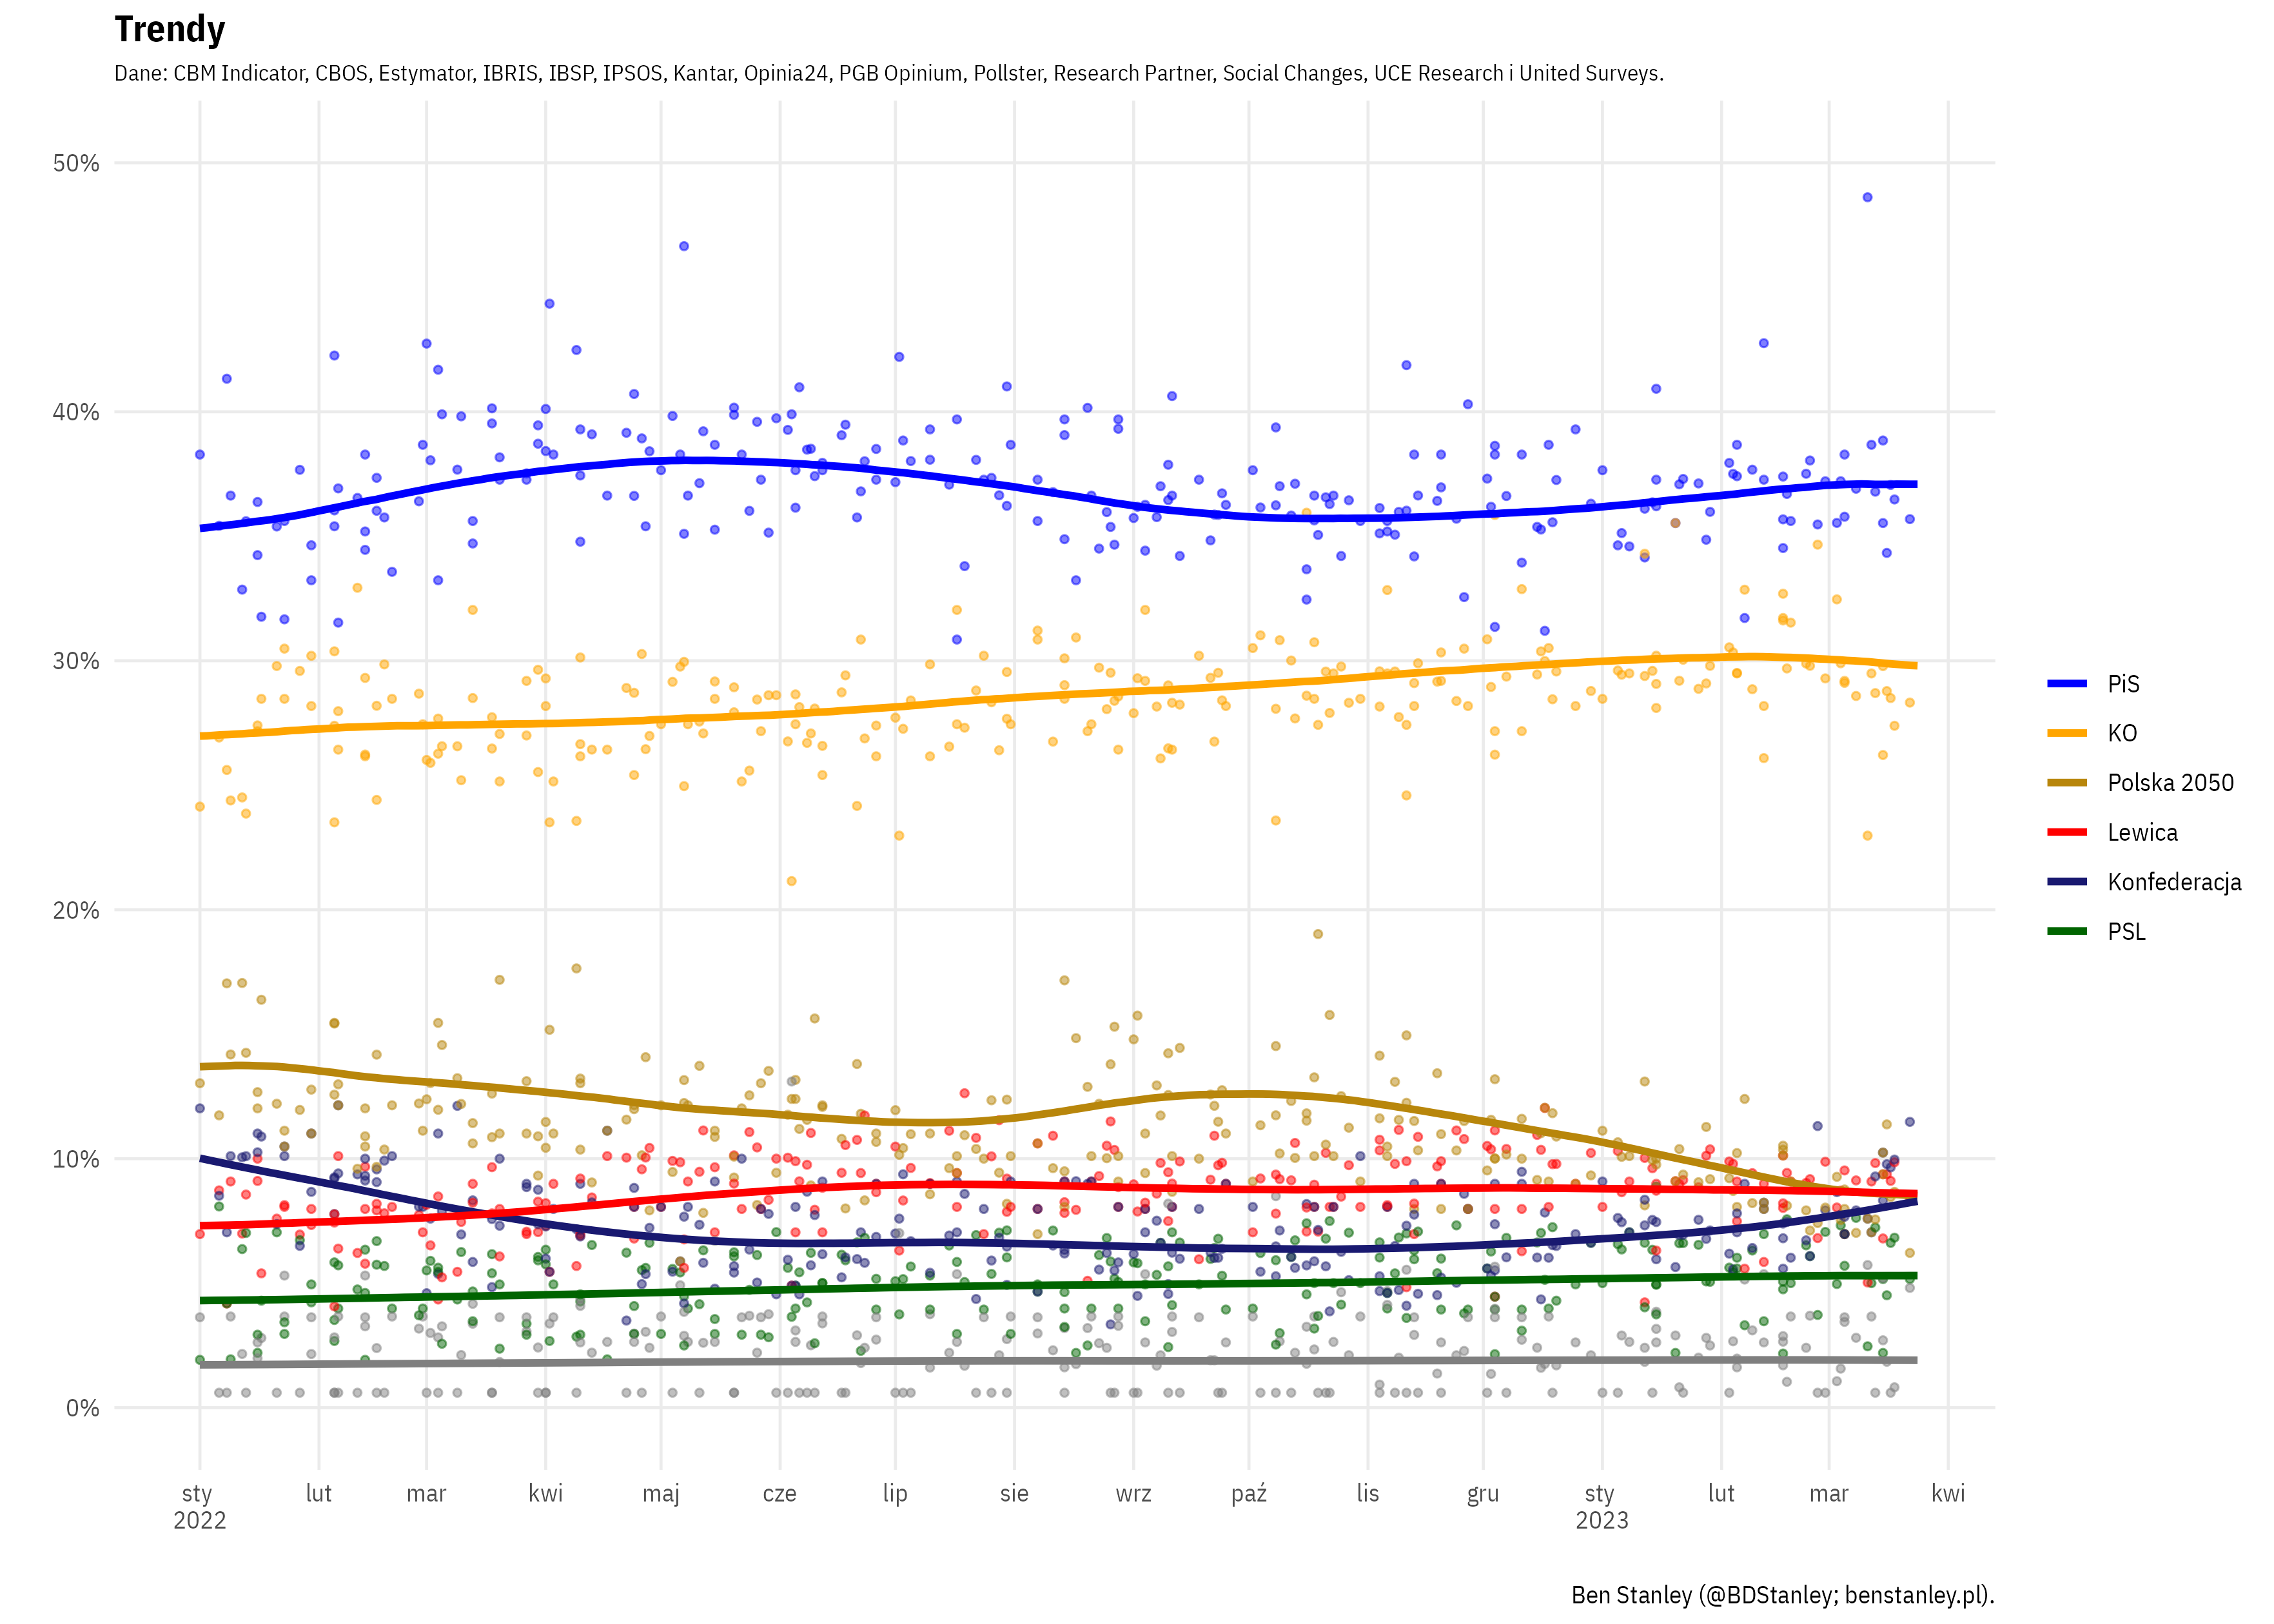 Trendy
Dane: CBM Indicator, CBOS, Estymator, IBRIS, IBSP, IPSOS, Kantar, Opinia24, PGB Opinium, Pollster, Research Partner, Social Changes, UCE Research i United Surveys.
50%
40%
30%
20%
10%
0%
PiS
KO
Polska 2050
Lewica
Konfederacja
PSL
sty lut mar kwi maj cze lip sie wrz paź lis gru sty lut mar kwi
2022 2023
Ben Stanley (@BDStanley; benstanley.pl).